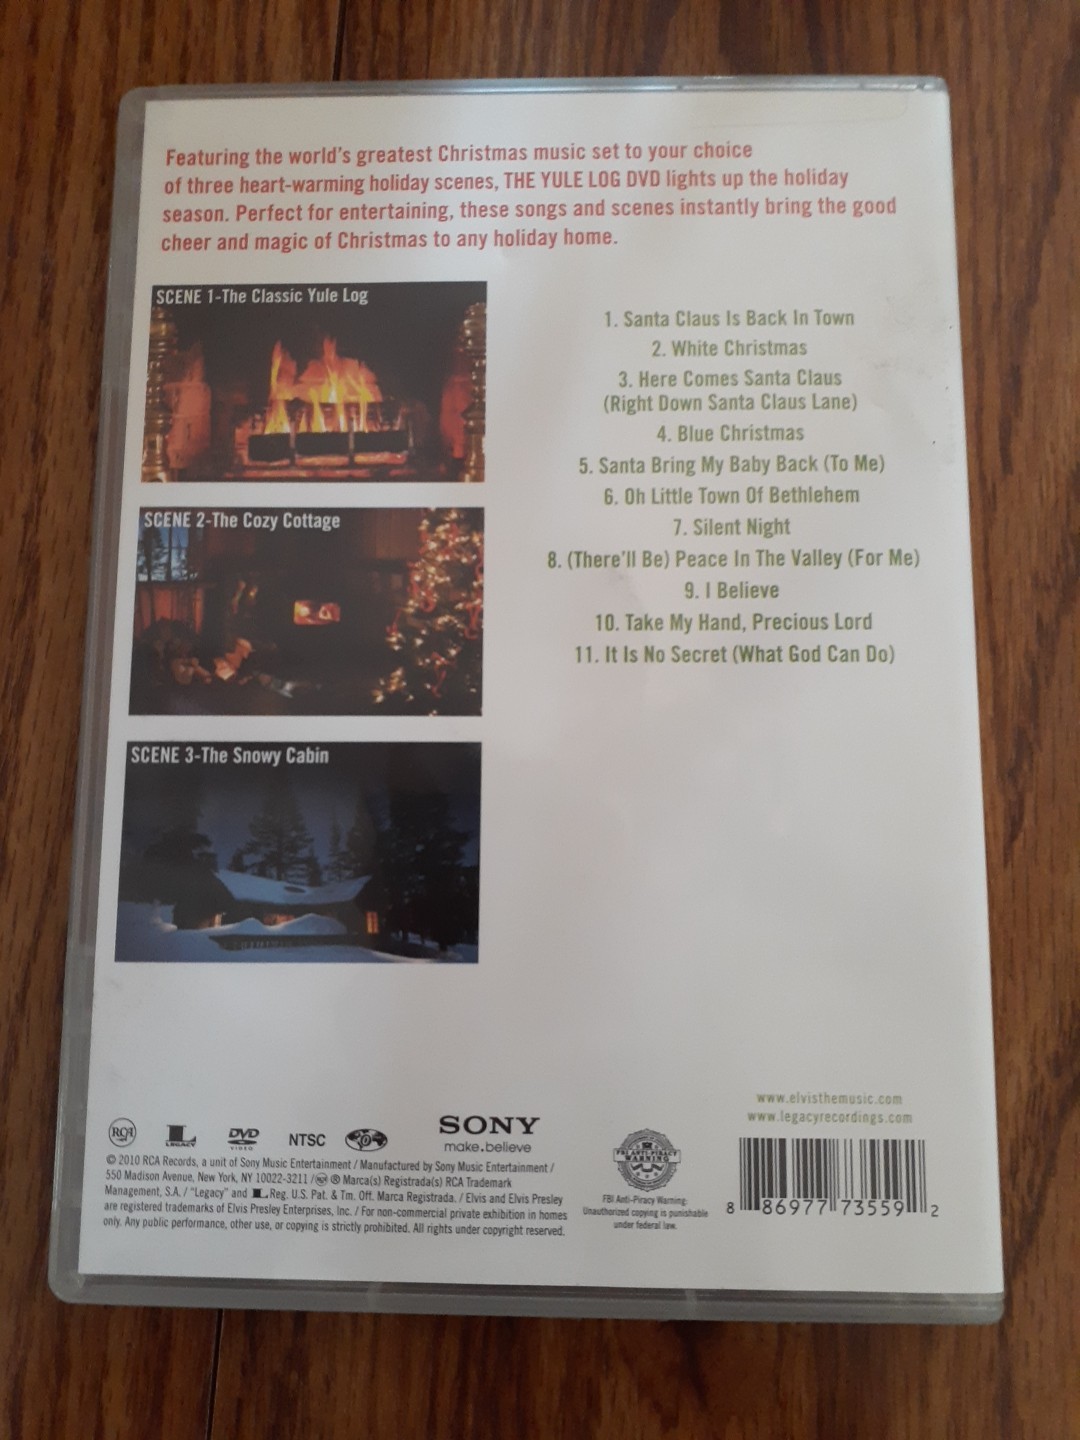 Featuring the world's greatest Christmas music set to your choice
of three heart-warming holiday scenes, THE YULE LOG DVD lights up the holiday
season. Perfect for entertaining, these songs and scenes instantly bring the good
cheer and magic of Christmas to any holiday home.
SCENE 1-The Classic Yule Log
SCENE 2-The Cozy Cottage
SCENE 3-The Snowy Cabin
1. Santa Claus Is Back In Town
2. White Christmas
3. Here Comes Santa Claus
(Right Down Santa Claus Lane)
4. Blue Christmas
5. Santa Bring My Baby Back (To Me)
6. Oh Little Town Of Bethlehem
7. Silent Night
8. (There'll Be) Peace In The Valley (For Me)
9. I Believe
10. Take My Hand, Precious Lord
11. It Is No Secret (What God Can Do)
RCA
LEGACY
DVD
VIDEO
NTSC
SONY
make.believe
© 2010 RCA Records, a unit of Sony Music Entertainment / Manufactured by Sony Music Entertainment /
550 Madison Avenue, New York, NY 10022-3211 / ® Marca(s) Registrada(s) RCA Trademark
Management, S.A. / "Legacy" and L Reg. U.S. Pat. & Tm. Off. Marca Registrada. / Elvis and Elvis Presley
are registered trademarks of Elvis Presley Enterprises, Inc. / For non-commercial private exhibition in homes
only. Any public performance, other use, or copying is strictly prohibited. All rights under copyright reserved.
FBI ANTI-PIRACY
WARNING
FBI Anti-Piracy Warning:
Unauthorized copying is punishable
under federal law.
www.elvisthemusic.com
www.legacyrecordings.com
8 86977 73559 2